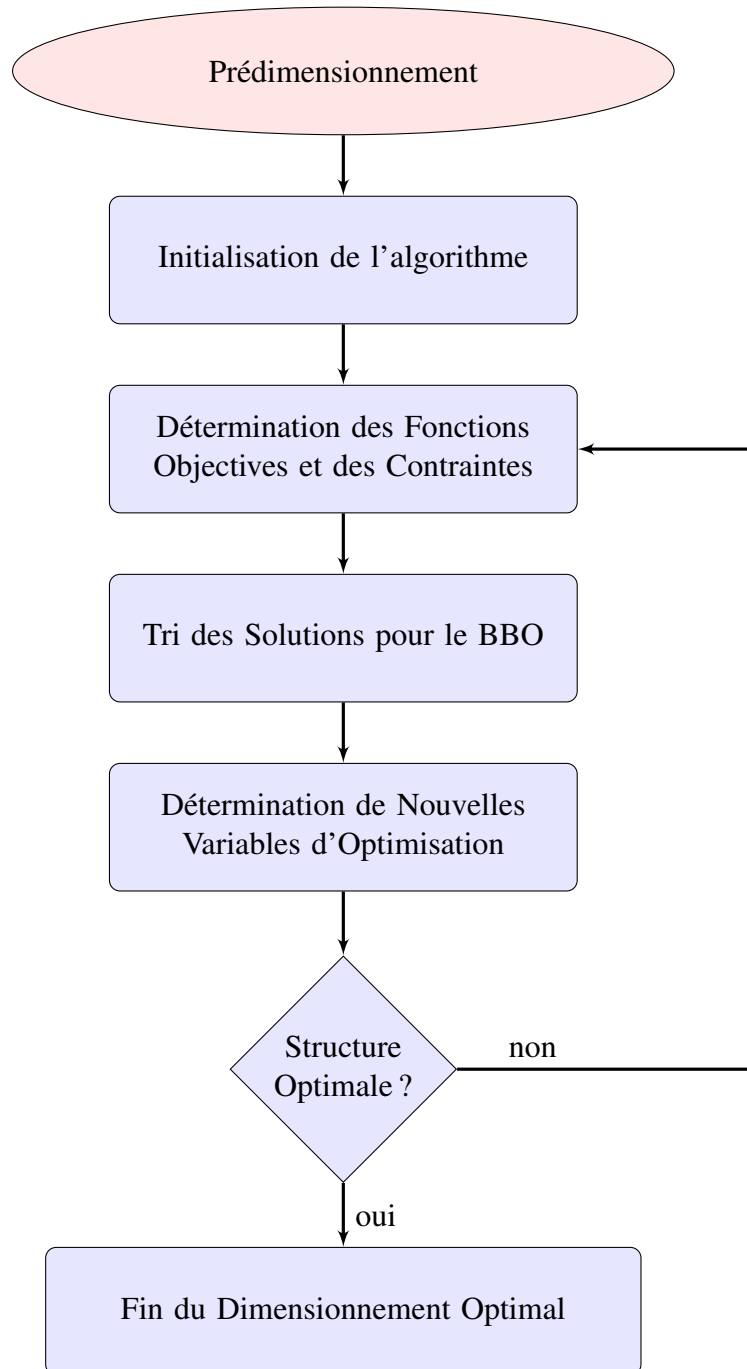 Prédimensionnement
Initialisation de l'algorithme
Détermination des Fonctions
Objectives et des Contraintes
Tri des Solutions pour le BBO
Détermination de Nouvelles
Variables d'Optimisation
Structure
Optimale ?
non
oui
Fin du Dimensionnement Optimal